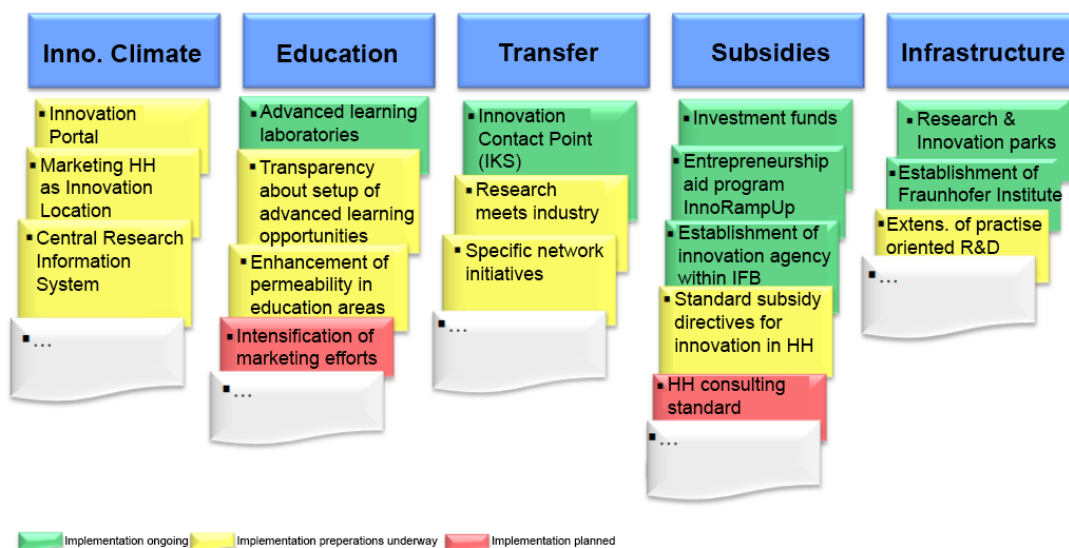 Inno. Climate
Education
Transfer
Subsidies
Infrastructure
▪ Innovation
Portal
▪ Marketing HH
as Innovation
Location
▪ Central Research
Information
System
▪ ...
▪ Advanced learning
laboratories
▪ Transparency
about setup of
advanced learning
opportunities
▪ Enhancement of
permeability in
education areas
▪ Intensification of
marketing efforts
▪ ...
▪ Innovation
Contact Point
(IKS)
▪ Research
meets industry
▪ Specific network
initiatives
▪ ...
▪ Investment funds
▪ Entrepreneurship
aid program
InnoRampUp
▪ Establishment of
innovation agency
within IFB
▪ Standard subsidy
directives for
innovation in HH
▪ HH consulting
standard
▪ ...
▪ Research &
Innovation parks
▪ Establishment of
Fraunhofer Institute
▪ Extens. of practise
oriented R&D
▪ ...
Implementation ongoing
Implementation preperations underway
Implementation planned